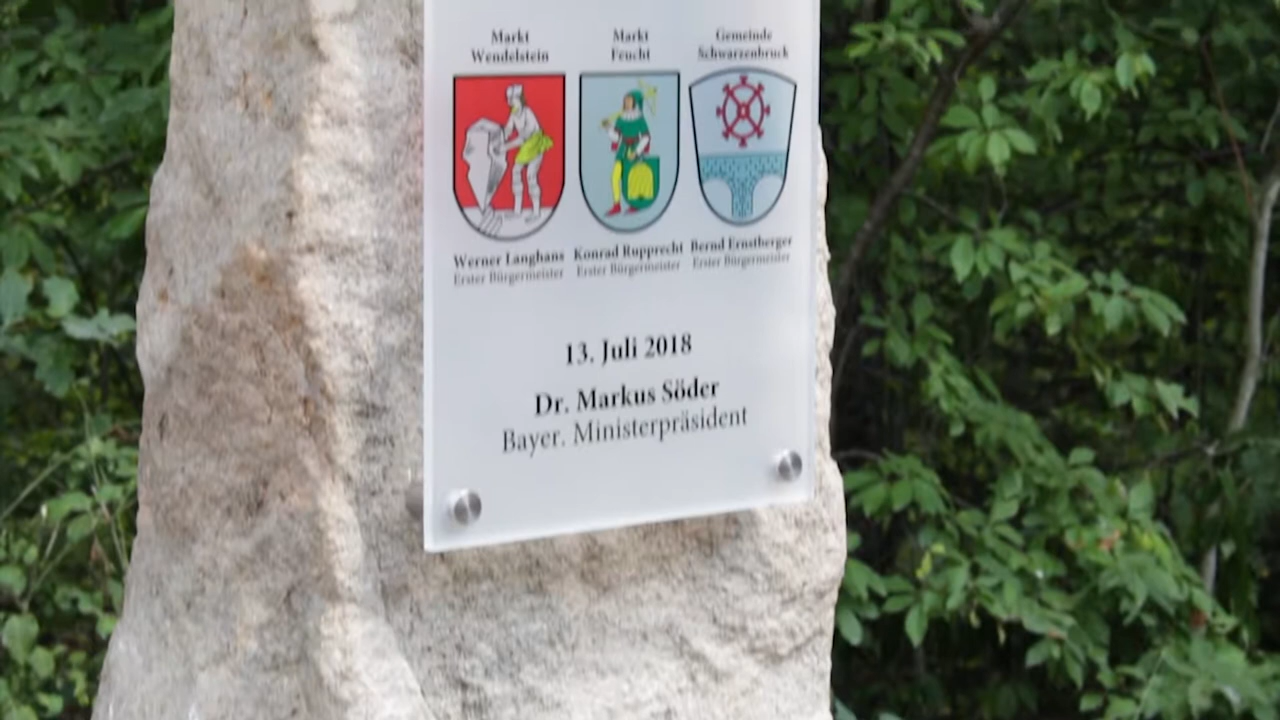 Markt
Wendelstein
Markt
Feucht
Gemeinde
Schwarzenbruck
Werner Langhans
Erster Bürgermeister
Konrad Rupprecht
Erster Bürgermeister
Bernd Ernstberger
Erster Bürgermeister
13. Juli 2018
Dr. Markus Söder
Bayer. Ministerpräsident